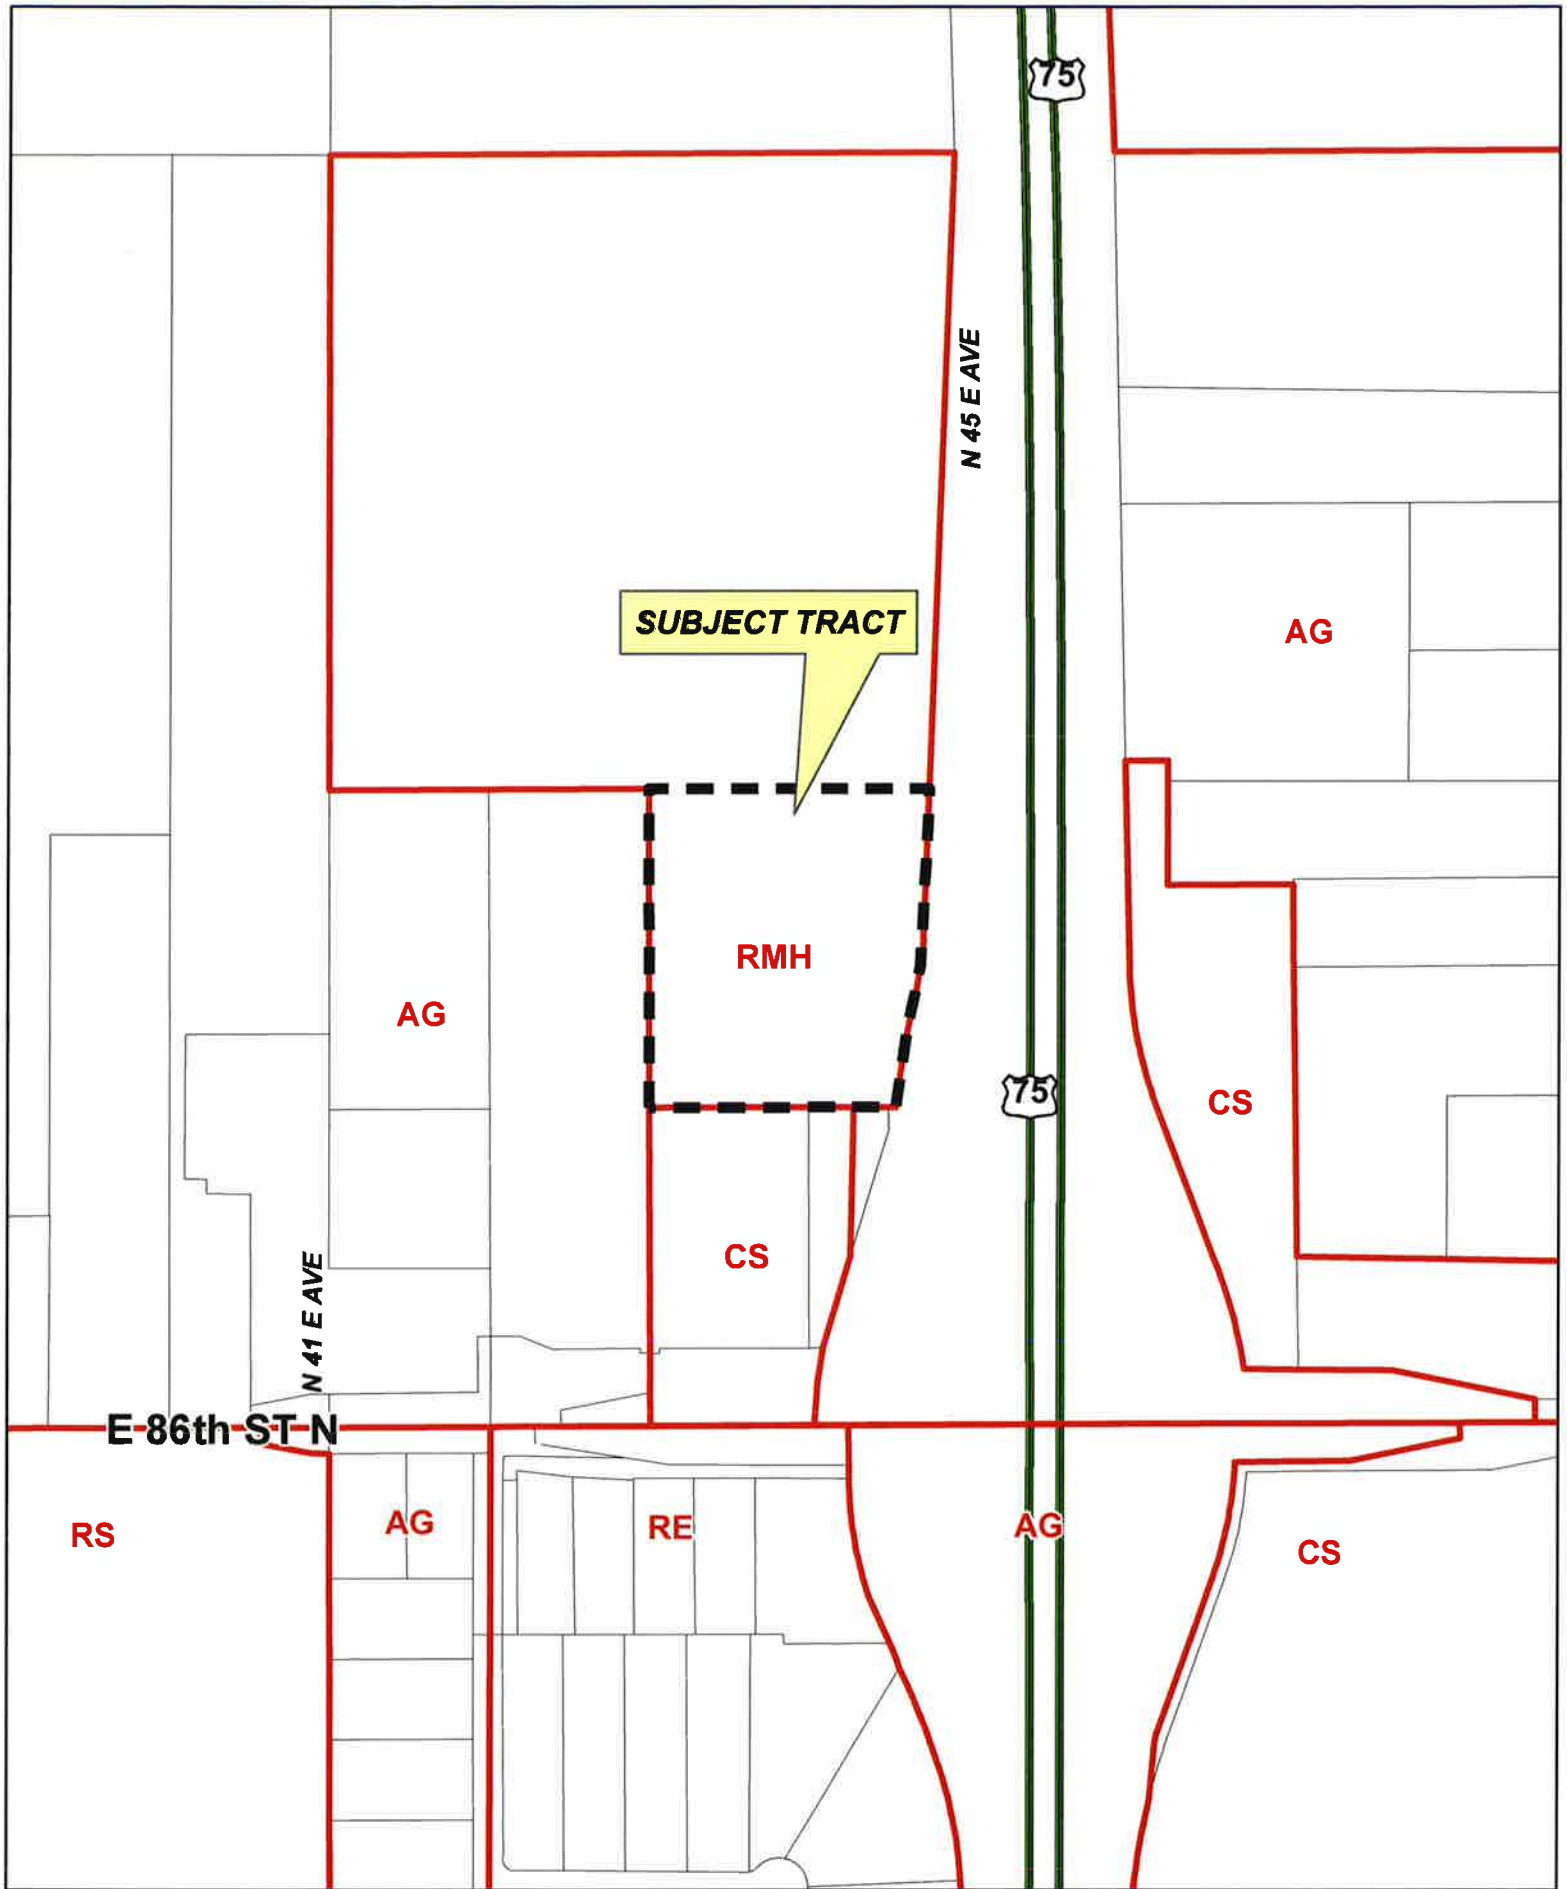 75
N 45 E AVE
SUBJECT TRACT
AG
RMH
AG
75
CS
CS
N 41 E AVE
E 86th ST N
RS
AG
RE
AG
CS